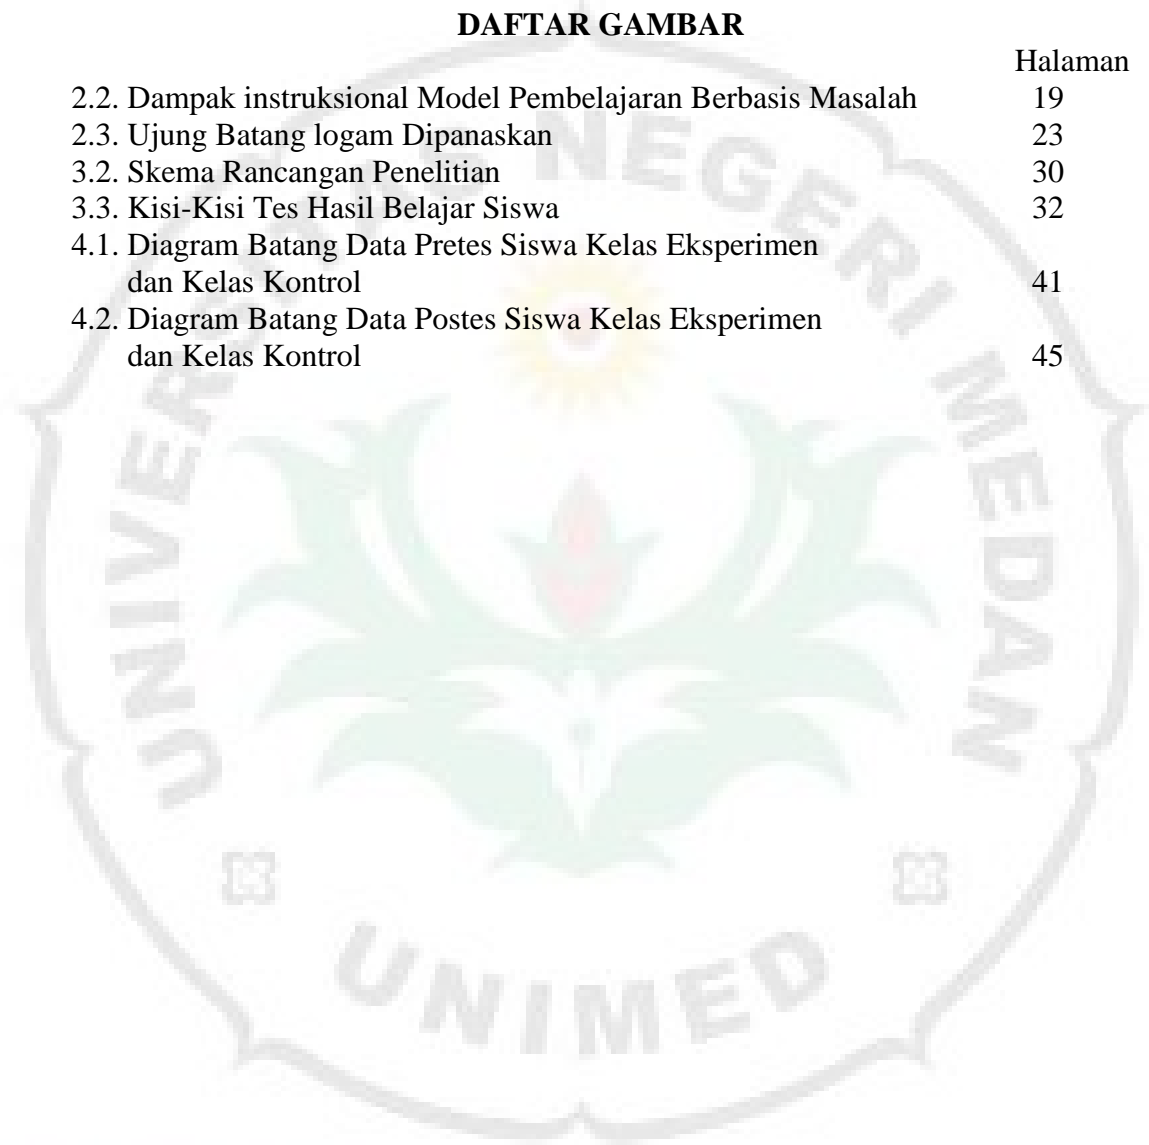 DAFTAR GAMBAR
Halaman
2.2. Dampak instruksional Model Pembelajaran Berbasis Masalah 19
2.3. Ujung Batang logam Dipanaskan 23
3.2. Skema Rancangan Penelitian 30
3.3. Kisi-Kisi Tes Hasil Belajar Siswa 32
4.1. Diagram Batang Data Pretes Siswa Kelas Eksperimen
dan Kelas Kontrol 41
4.2. Diagram Batang Data Postes Siswa Kelas Eksperimen
dan Kelas Kontrol 45
UNIVERSITAS NEGERI MEDAN
UNIMED